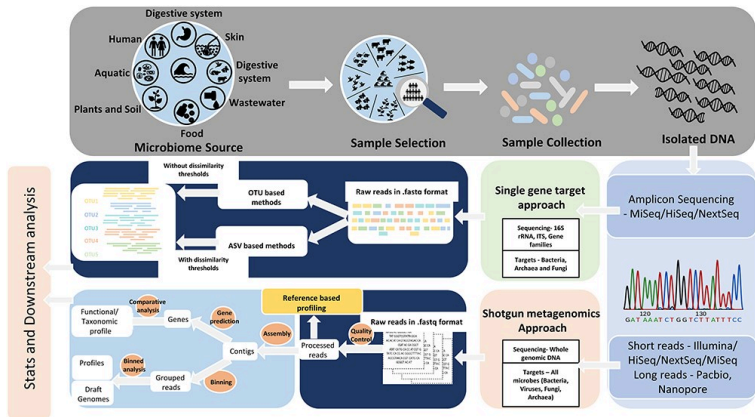 Digestive system
Human
Skin
Aquatic
Digestive
system
Plants and Soil
Wastewater
Food
Microbiome Source
Sample Selection
Sample Collection
Isolated DNA
Stats and Downstream analysis
Without dissimilarity
thresholds
OTU1
OTU2
OTU3
OTU4
OTU5
OTU based
methods
ASV based methods
With dissimilarity
thresholds
Raw reads in .fastq format
Single gene target
approach
Sequencing- 16S
rRNA, ITS, Gene
families
Targets - Bacteria,
Archaea and Fungi
Amplicon Sequencing
- MiSeq/HiSeq/NextSeq
120
130
GAT AAATCT GGTCTTATTTCC
Comparative analysis
Functional/
Taxonomic
profile
Genes
Gene
prediction
Binned analysis
Profiles
Draft
Genomes
Grouped reads
Binning
Contigs
Assembly
Reference based
profiling
Processed
reads
Quality
Control
Raw reads in .fastq format
Shotgun metagenomics
Approach
Sequencing-Whole
genomic DNA
Targets – All
microbes (Bacteria,
Viruses, Fungi,
Archaea)
Short reads - Illumina/
HiSeq/NextSeq/MiSeq
Long reads - Pacbio,
Nanopore